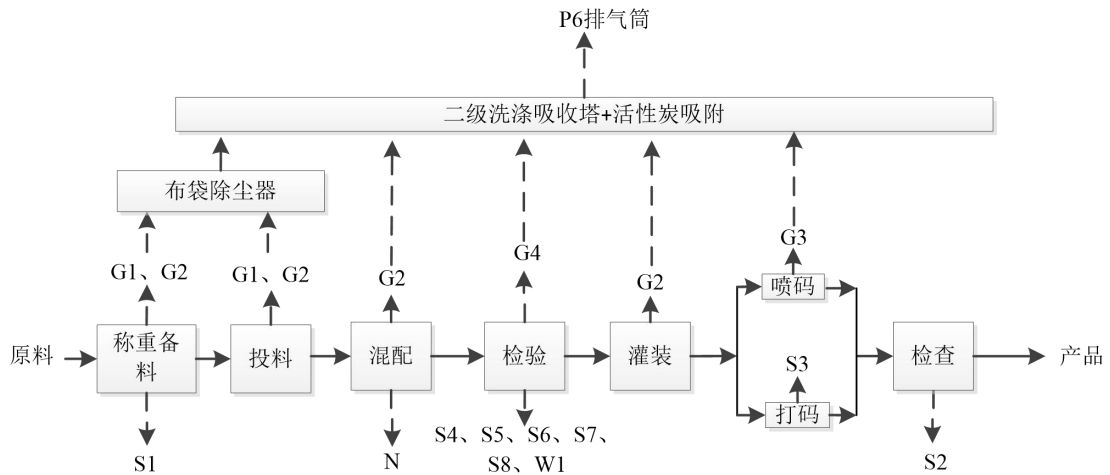 P6排气筒
二级洗涤吸收塔+活性炭吸附
布袋除尘器
G1、G2
G1、G2
G2
G4
G2
G3
喷码
原料
称重备
料
投料
混配
检验
灌装
S3
打码
检查
产品
S1
N
S4、S5、S6、S7、
S8、W1
S2